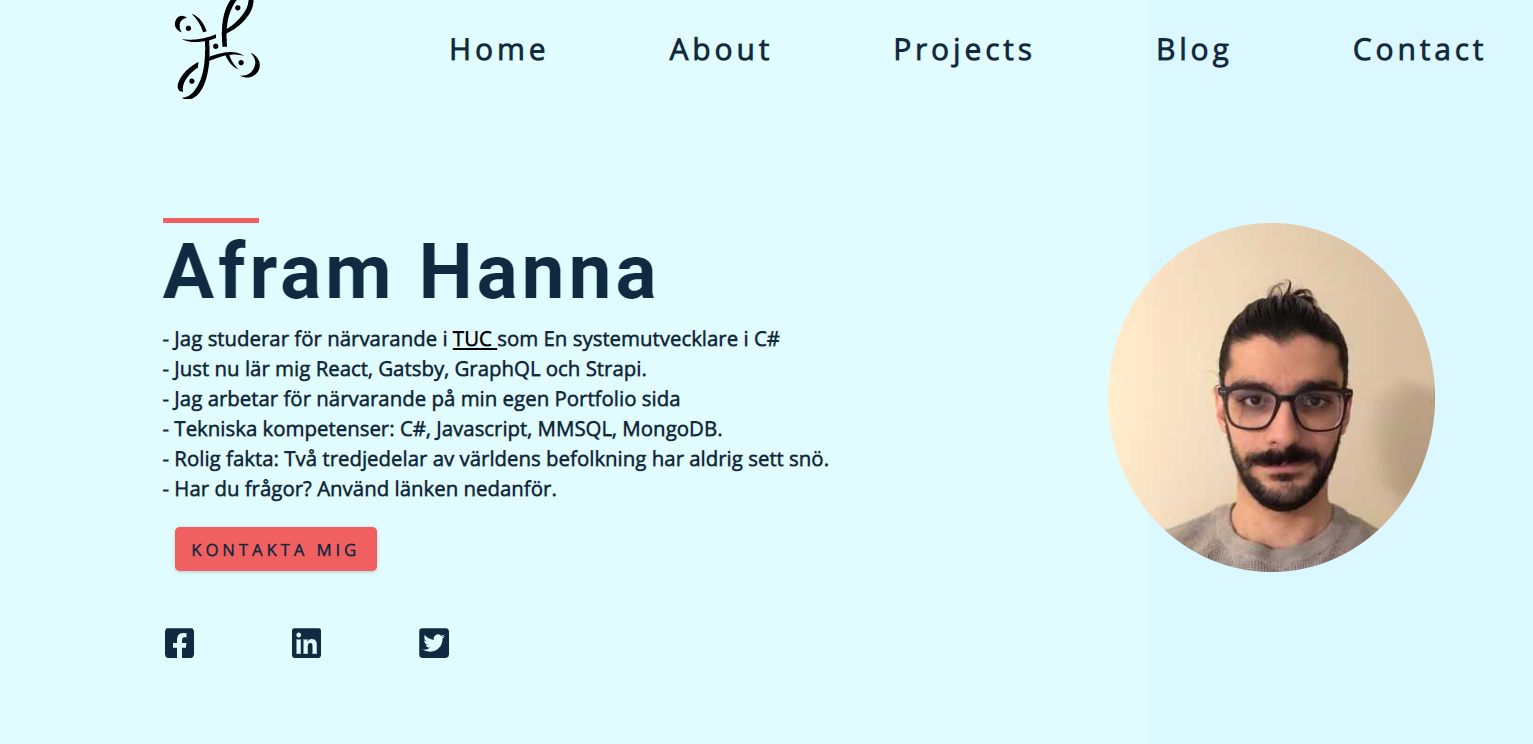 Home About Projects Blog Contact
Afram Hanna
- Jag studerar för närvarande i TUC som En systemutvecklare i C#
- Just nu lär mig React, Gatsby, GraphQL och Strapi.
- Jag arbetar för närvarande på min egen Portfolio sida
- Tekniska kompetenser: C#, Javascript, MMSQL, MongoDB.
- Rolig fakta: Två tredjedelar av världens befolkning har aldrig sett snö.
- Har du frågor? Använd länken nedanför.
KONTAKTA MIG